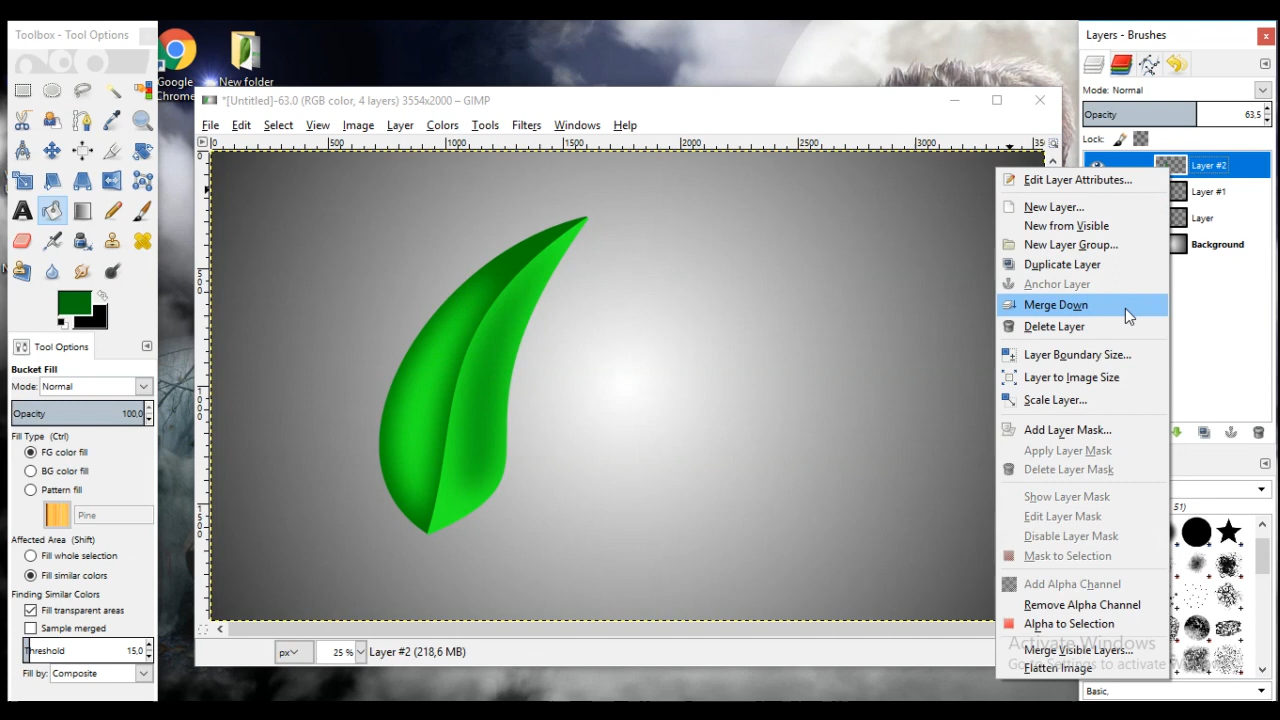 Toolbox - Tool Options
Google
Chrome
New folder
*[Untitled]-63.0 (RGB color, 4 layers) 3554x2000 – GIMP
File Edit Select View Image Layer Colors Tools Filters Windows Help
0 500 1000 1500 2000 2500 3000
Tool Options
Bucket Fill
Mode: Normal
Opacity 100,0
Fill Type (Ctrl)
FG color fill
BG color fill
Pattern fill
Pine
Affected Area (Shift)
Fill whole selection
Fill similar colors
Finding Similar Colors
Fill transparent areas
Sample merged
Threshold 15,0
Fill by: Composite
px 25 % Layer #2 (218,6 MB)
Layers - Brushes
Mode: Normal
Opacity 63,5
Lock:
Layer #2
Layer #1
Layer
Background
Edit Layer Attributes...
New Layer...
New from Visible
New Layer Group...
Duplicate Layer
Anchor Layer
Merge Down
Delete Layer
Layer Boundary Size...
Layer to Image Size
Scale Layer...
Add Layer Mask...
Apply Layer Mask
Delete Layer Mask
Show Layer Mask
Edit Layer Mask
Disable Layer Mask
Mask to Selection
Add Alpha Channel
Remove Alpha Channel
Alpha to Selection
Activate Windows
Merge Visible Layers...
Go to Settings to activate
Flatten Image
51)
Basic,